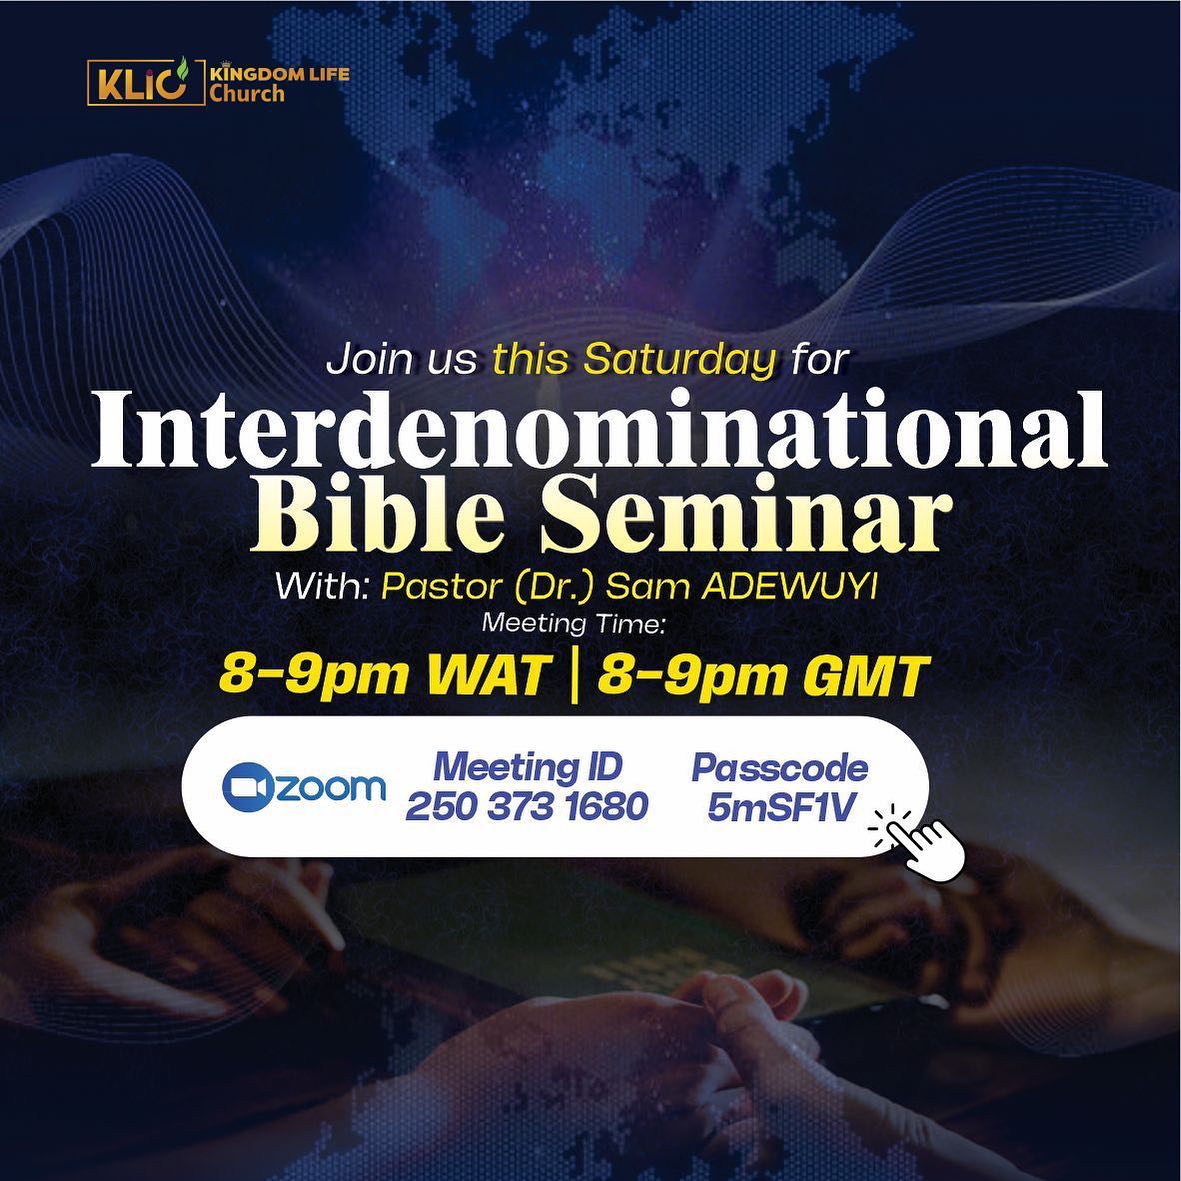 KLIC KINGDOM LIFE
Church
Join us this Saturday for
Interdenominational
Bible Seminar
With: Pastor (Dr.) Sam ADEWUYI
Meeting Time:
8-9pm WAT | 8-9pm GMT
zoom
Meeting ID
250 373 1680
Passcode
5mSF1V